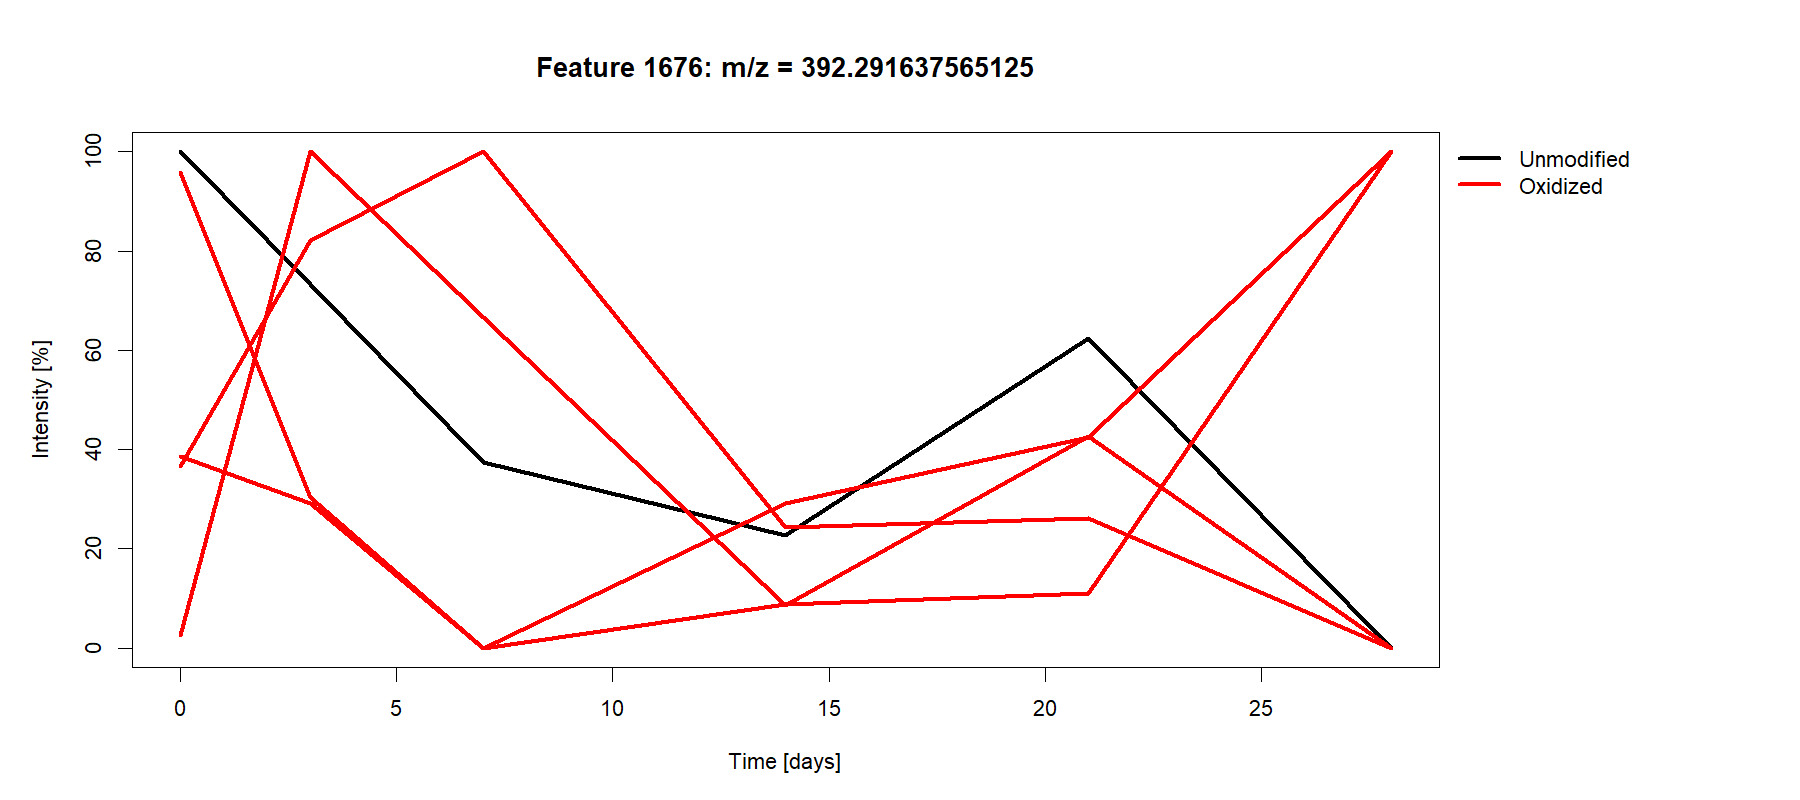 Feature 1676: m/z = 392.291637565125
Unmodified
Oxidized
Intensity [%]
100
80
60
40
20
0
0 5 10 15 20 25
Time [days]